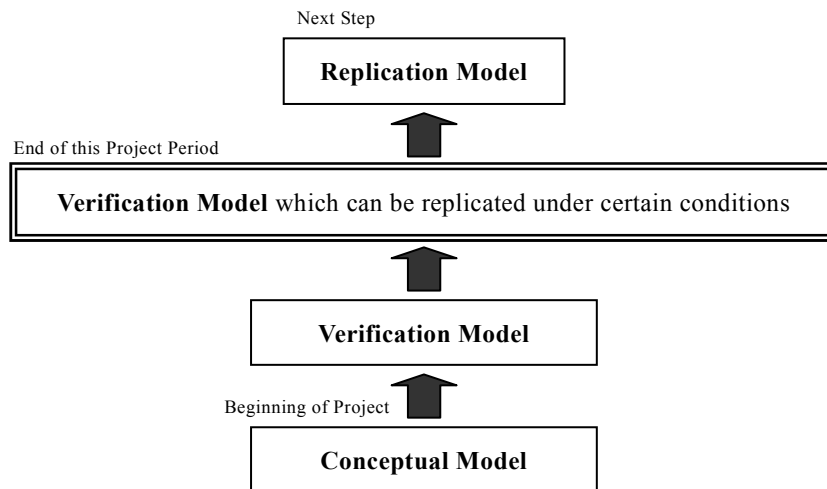 Next Step
Replication Model
End of this Project Period
Verification Model which can be replicated under certain conditions
Verification Model
Beginning of Project
Conceptual Model